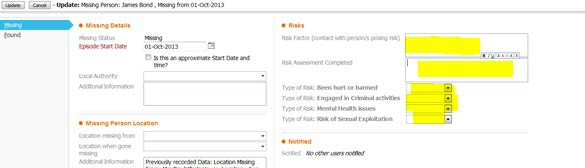 Update Cancel - Update: Missing Person: James Bond , Missing from 01-Oct-2013
Missing
Found
Missing Details
Missing Status Missing
Episode Start Date 01-Oct-2013
Is this an approximate Start Date and time?
Local Authority
Additional Information
Missing Person Location
Location missing from
Location when gone missing
Additional Information Previously recorded Data: Location Missing
Risks
Risk Factor (contact with person/s posing risk)
B I U
Risk Assessment Completed
Type of Risk: Been hurt or harmed
Type of Risk: Engaged in Criminal activities
Type of Risk: Mental Health issues
Type of Risk: Risk of Sexual Exploitation
Notified
Notified No other users notified